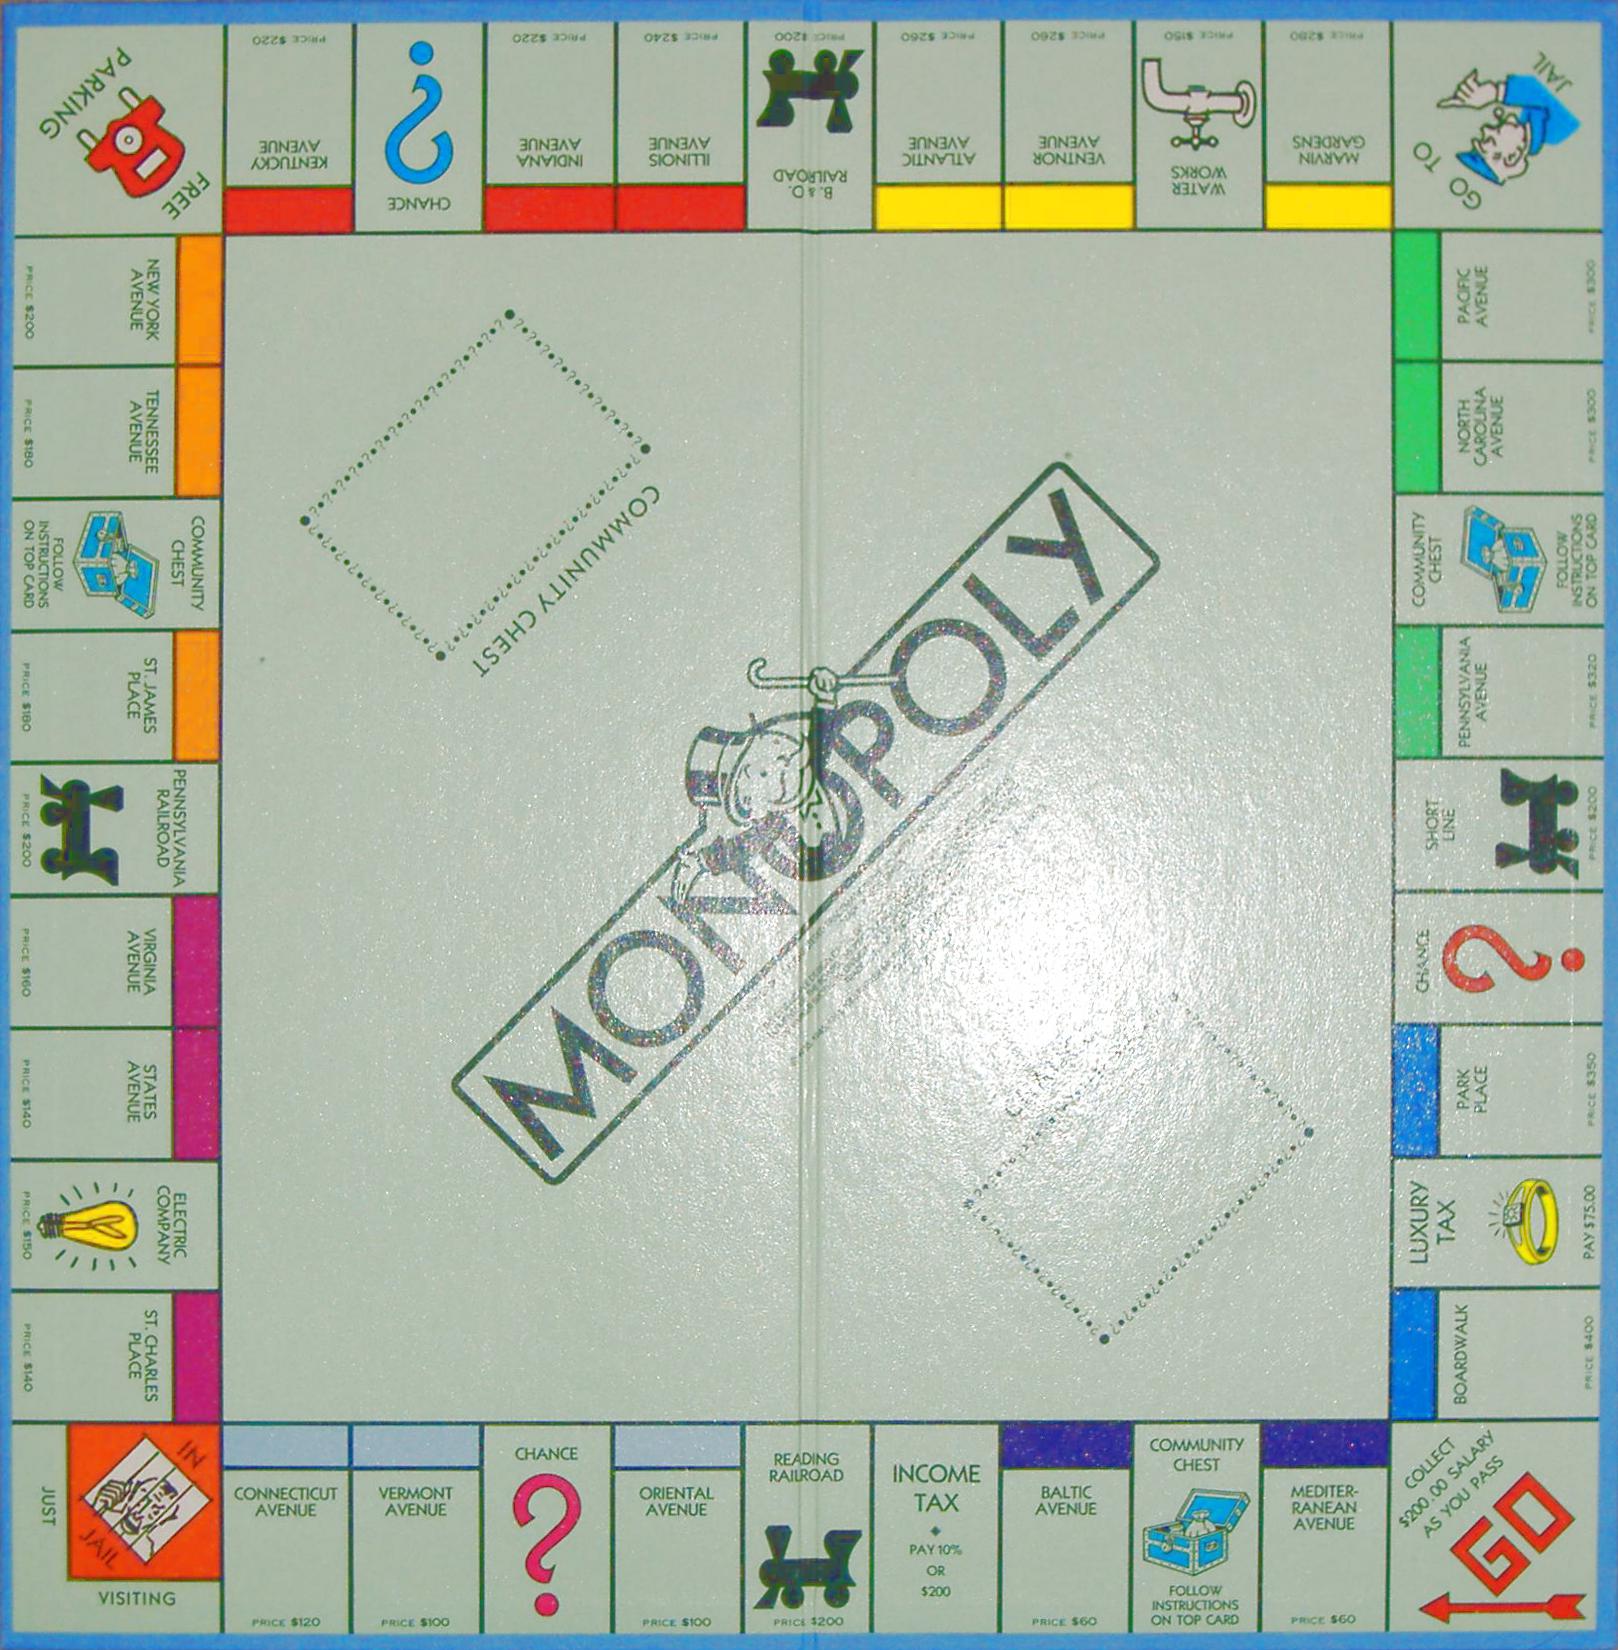 COLLECT
$200.00 SALARY
AS YOU PASS
GO
MEDITER-
RANEAN
AVENUE
PRICE $60
COMMUNITY
CHEST
FOLLOW
INSTRUCTIONS
ON TOP CARD
BALTIC
AVENUE
PRICE $60
INCOME
TAX
PAY 10%
OR
$200
READING
RAILROAD
PRICE $200
ORIENTAL
AVENUE
PRICE $100
CHANCE
?
VERMONT
AVENUE
PRICE $100
CONNECTICUT
AVENUE
PRICE $120
IN
JAIL
JUST
VISITING
ST. CHARLES
PLACE
PRICE $140
ELECTRIC
COMPANY
PRICE $150
STATES
AVENUE
PRICE $140
VIRGINIA
AVENUE
PRICE $160
PENNSYLVANIA
RAILROAD
PRICE $200
ST. JAMES
PLACE
PRICE $180
COMMUNITY
CHEST
FOLLOW
INSTRUCTIONS
ON TOP CARD
TENNESSEE
AVENUE
PRICE $180
NEW YORK
AVENUE
PRICE $200
FREE
PARKING
KENTUCKY
AVENUE
PRICE $220
CHANCE
?
INDIANA
AVENUE
PRICE $220
ILLINOIS
AVENUE
PRICE $240
B. & O.
RAILROAD
PRICE $200
ATLANTIC
AVENUE
PRICE $260
VENTNOR
AVENUE
PRICE $260
WATER
WORKS
PRICE $150
MARVIN
GARDENS
PRICE $280
GO TO
JAIL
PACIFIC
AVENUE
PRICE $300
NORTH
CAROLINA
AVENUE
PRICE $300
COMMUNITY
CHEST
FOLLOW
INSTRUCTIONS
ON TOP CARD
PENNSYLVANIA
AVENUE
PRICE $320
SHORT
LINE
PRICE $200
CHANCE
?
PARK
PLACE
PRICE $350
LUXURY
TAX
PAY $75.00
BOARDWALK
PRICE $400
COMMUNITY CHEST
MONOPOLY